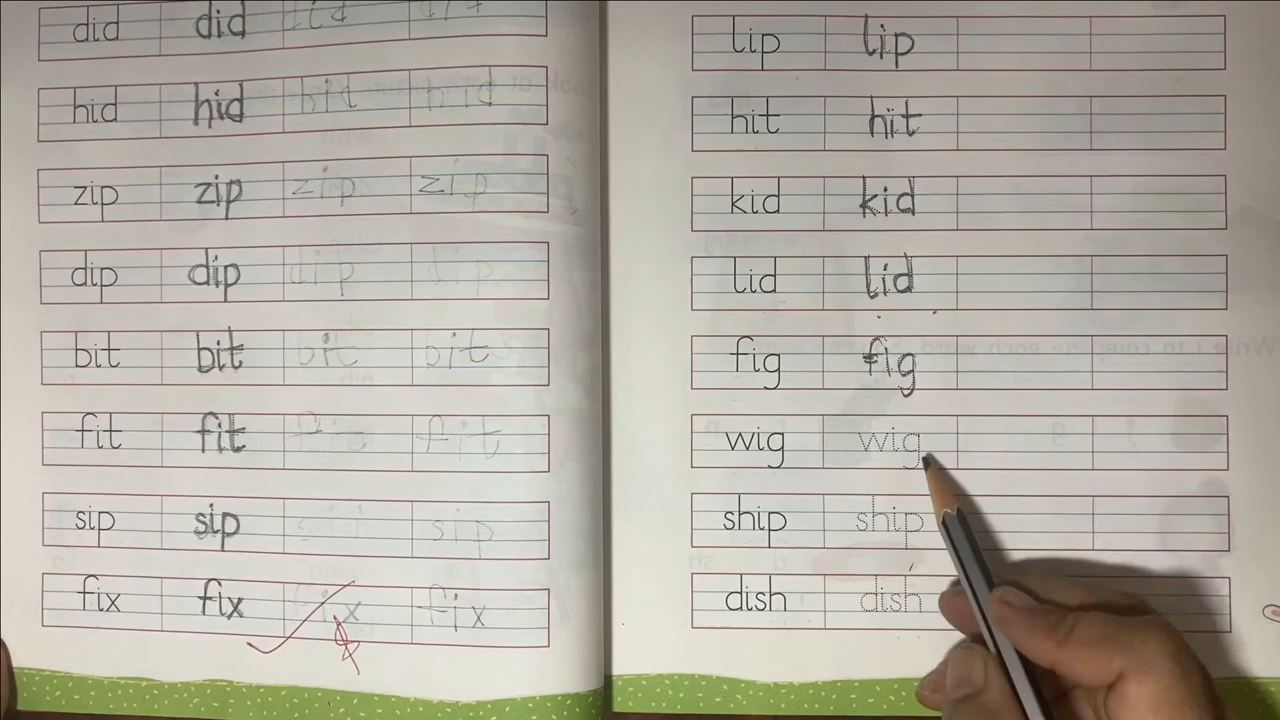 did did did did
hid hid hid hid
zip zip zip zip
dip dip dip dip
bit bit bit bit
fit fit fit fit
sip sip sip
fix fix fix fix
lip lip
hit hit
kid kid
lid lid
fig fig
wig wig
ship ship
dish dish